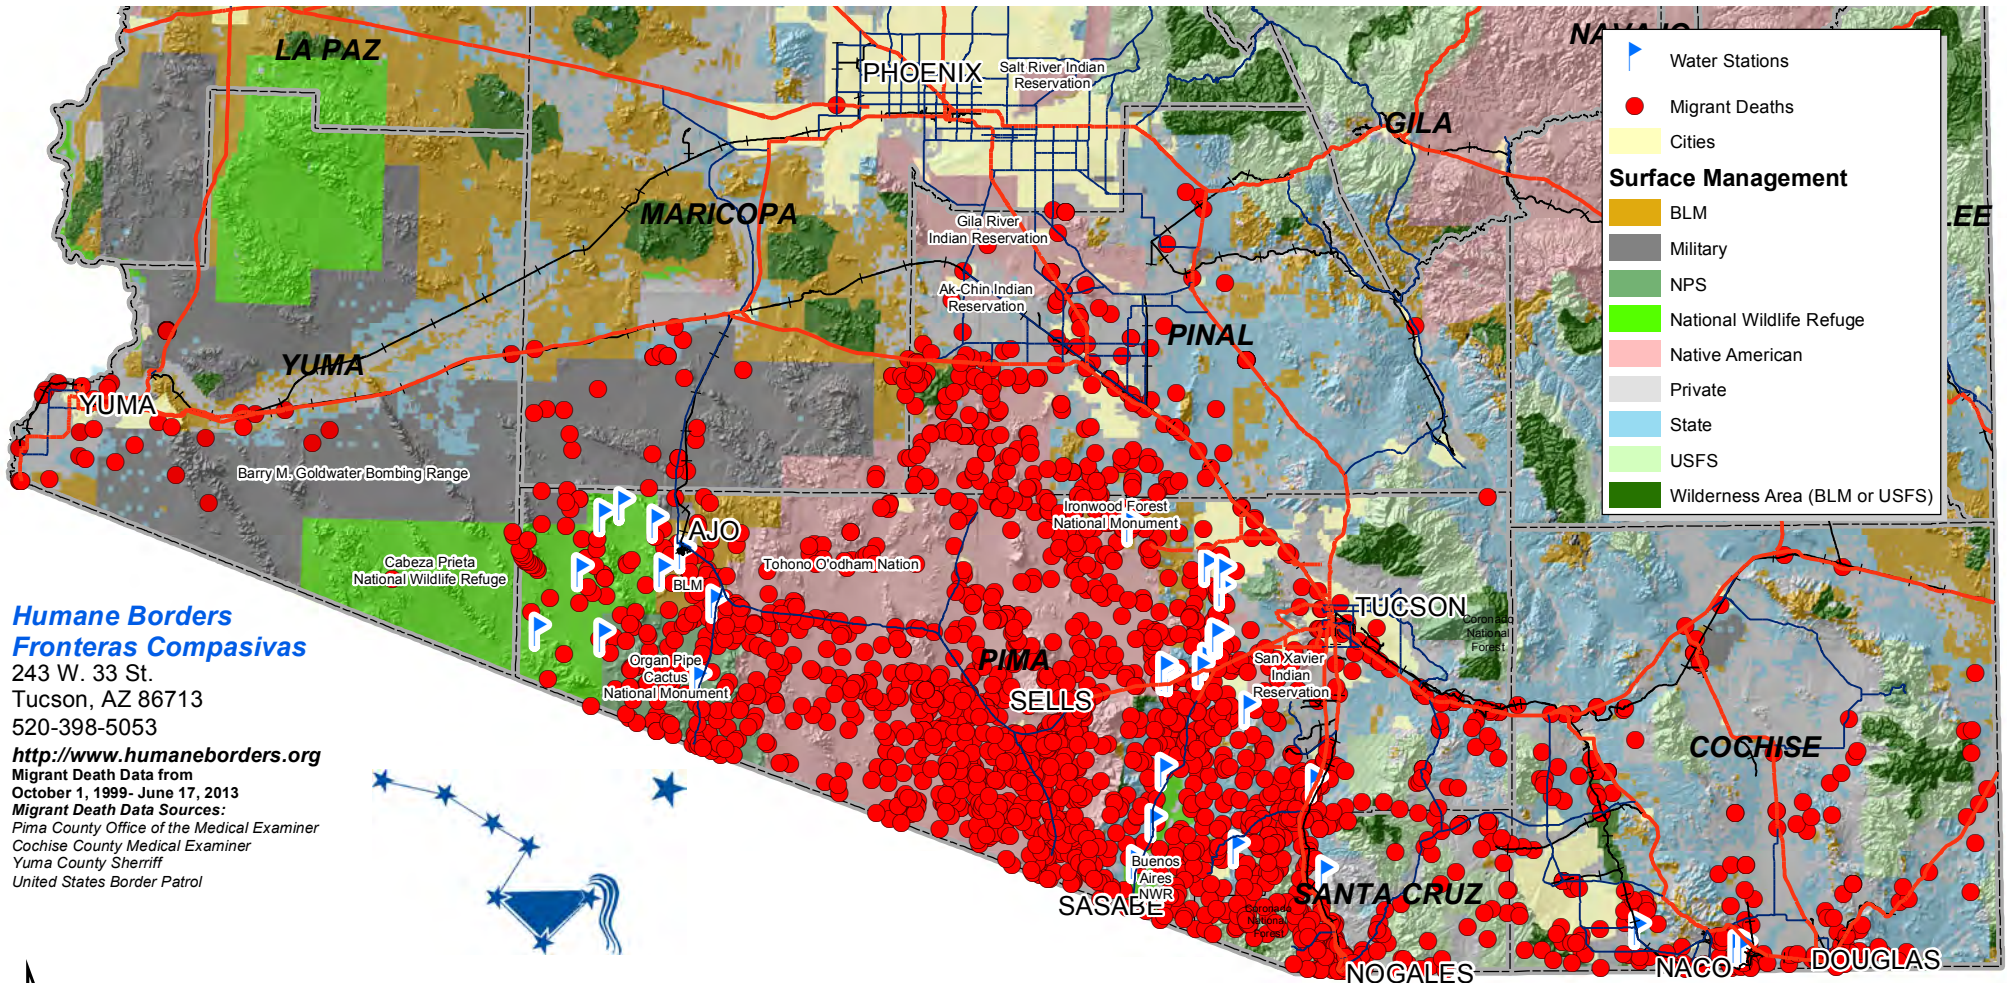 LA PAZ
PHOENIX
Salt River Indian
Reservation
GILA
MARICOPA
Gila River
Indian Reservation
Ak-Chin Indian
Reservation
PINAL
YUMA
YUMA
Barry M. Goldwater Bombing Range
Ironwood Forest
National Monument
AJO
Cabeza Prieta
National Wildlife Refuge
BLM
Tohono O'odham Nation
TUCSON
Coronado
National
Forest
Organ Pipe
Cactus
National Monument
PIMA
SELLS
San Xavier
Indian
Reservation
COCHISE
Buenos
Aires
NWR
SASABE
SANTA CRUZ
Coronado
National
Forest
NOGALES
NACO
DOUGLAS
LEE
Water Stations
Migrant Deaths
Cities
Surface Management
BLM
Military
NPS
National Wildlife Refuge
Native American
Private
State
USFS
Wilderness Area (BLM or USFS)
Humane Borders
Fronteras Compasivas
243 W. 33 St.
Tucson, AZ 86713
520-398-5053
http://www.humaneborders.org
Migrant Death Data from
October 1, 1999- June 17, 2013
Migrant Death Data Sources:
Pima County Office of the Medical Examiner
Cochise County Medical Examiner
Yuma County Sherriff
United States Border Patrol